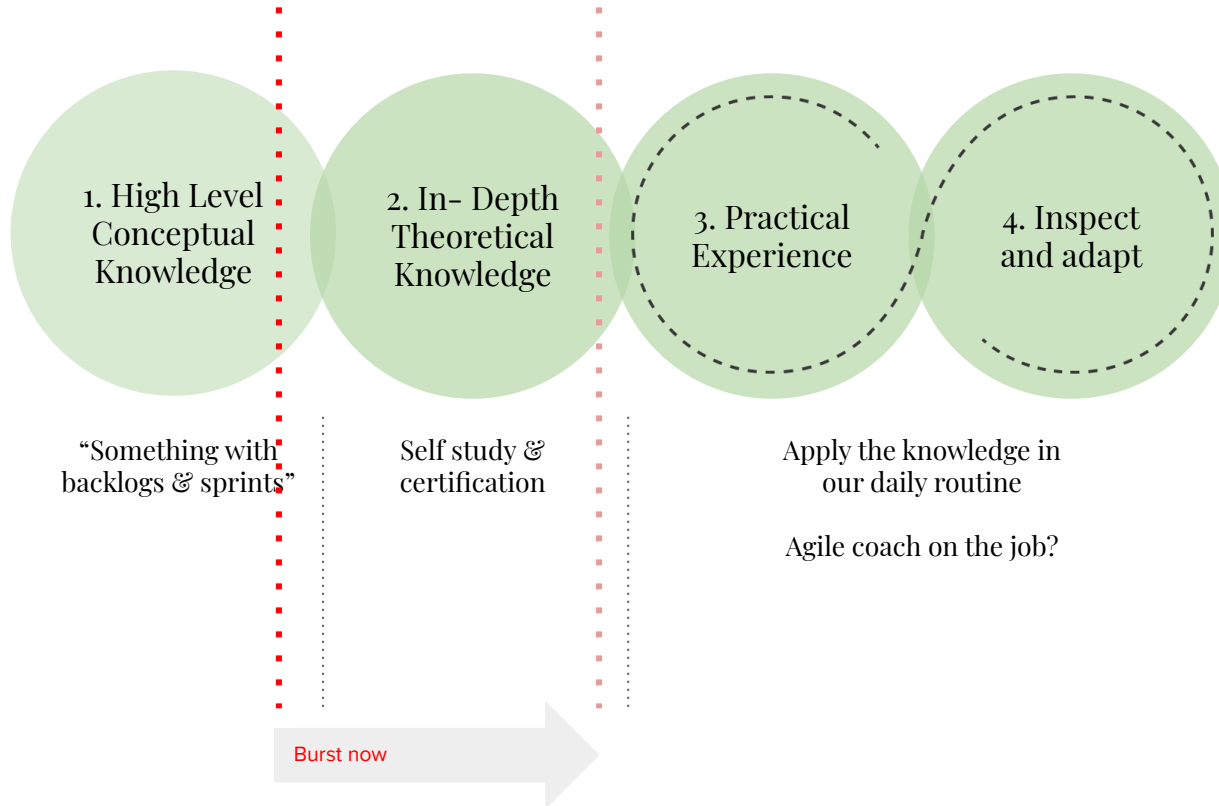 1. High Level
Conceptual
Knowledge
2. In- Depth
Theoretical
Knowledge
3. Practical
Experience
4. Inspect
and adapt
“Something with
backlogs & sprints”
Self study &
certification
Apply the knowledge in
our daily routine
Agile coach on the job?
Burst now